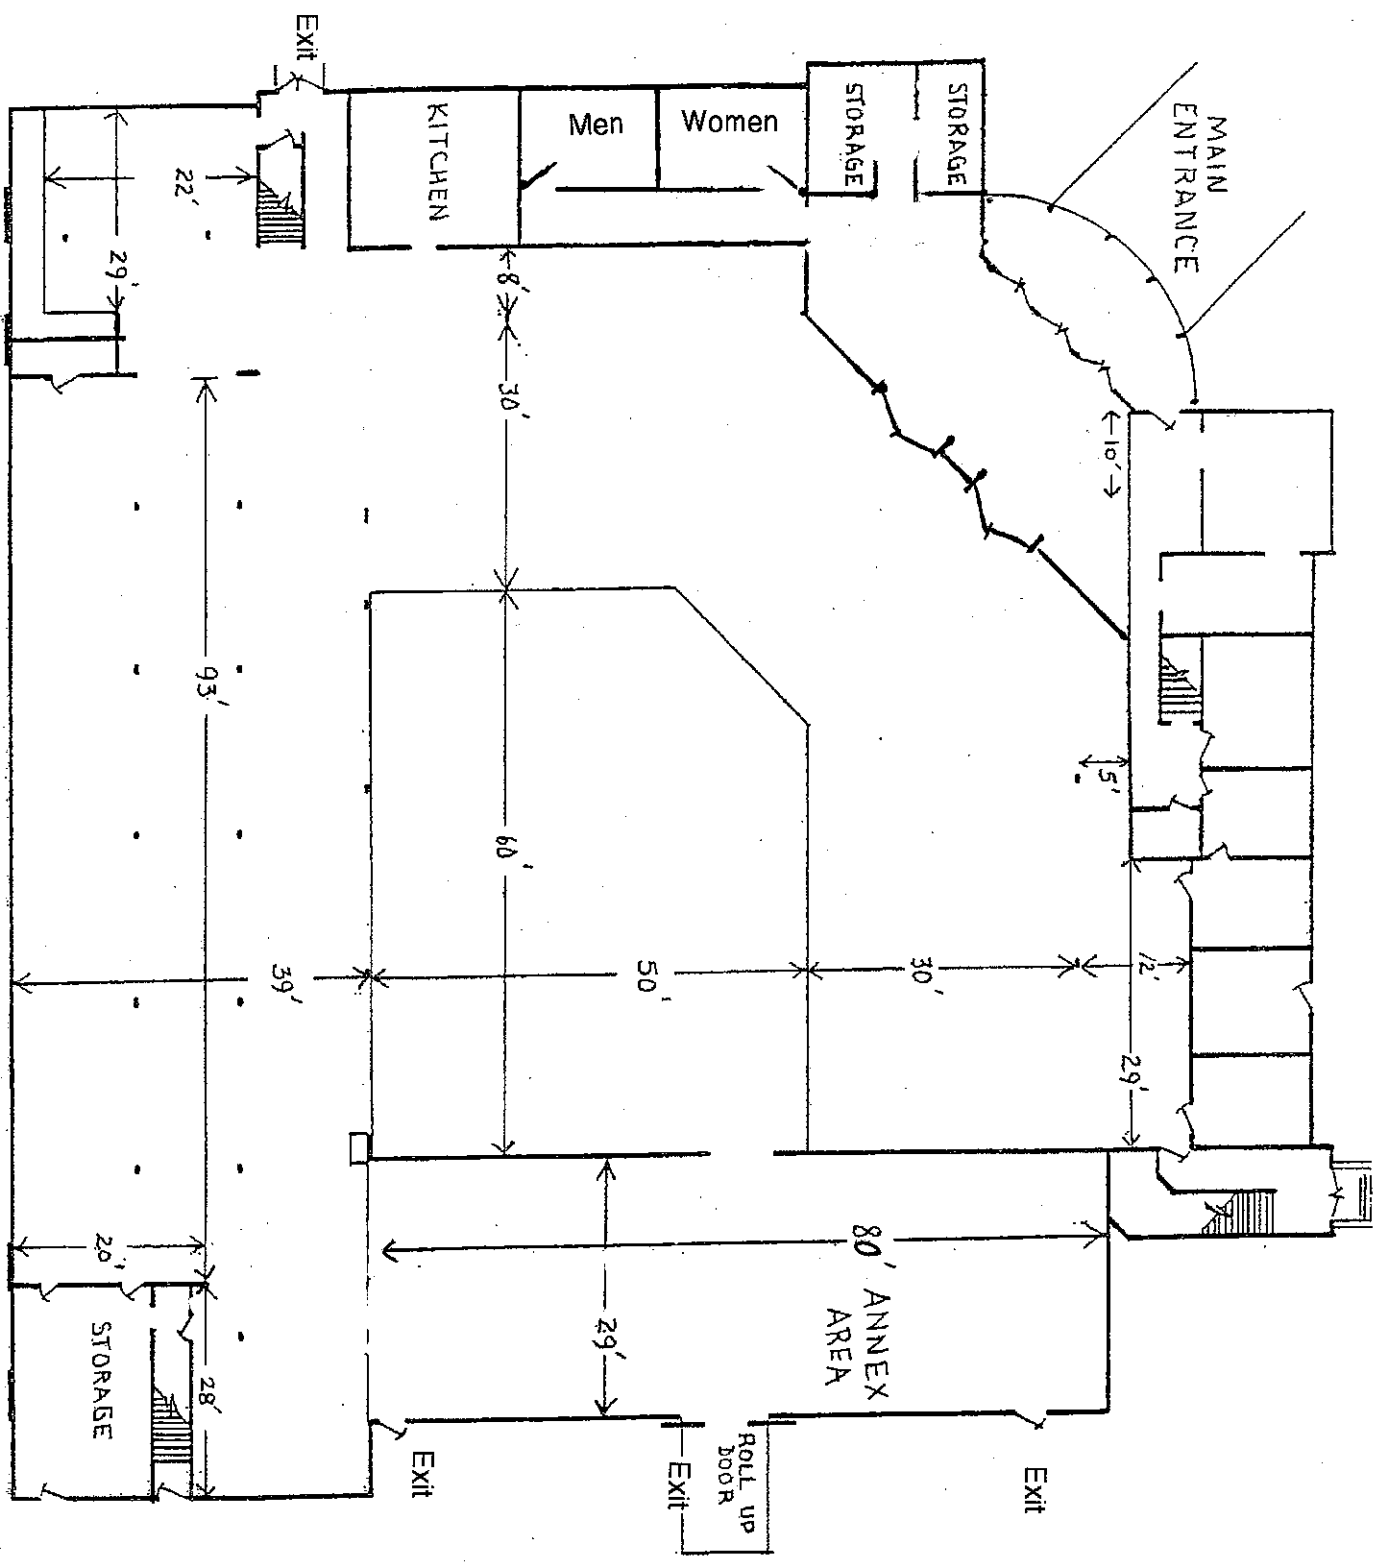 Exit
MAIN
ENTRANCE
STORAGE
STORAGE
KITCHEN
Men
Women
22'
29'
8'
30'
10'
5'
93'
60'
39'
50'
30'
12'
29'
20'
80' ANNEX
AREA
29'
28'
STORAGE
ROLL UP
DOOR
Exit
Exit
Exit